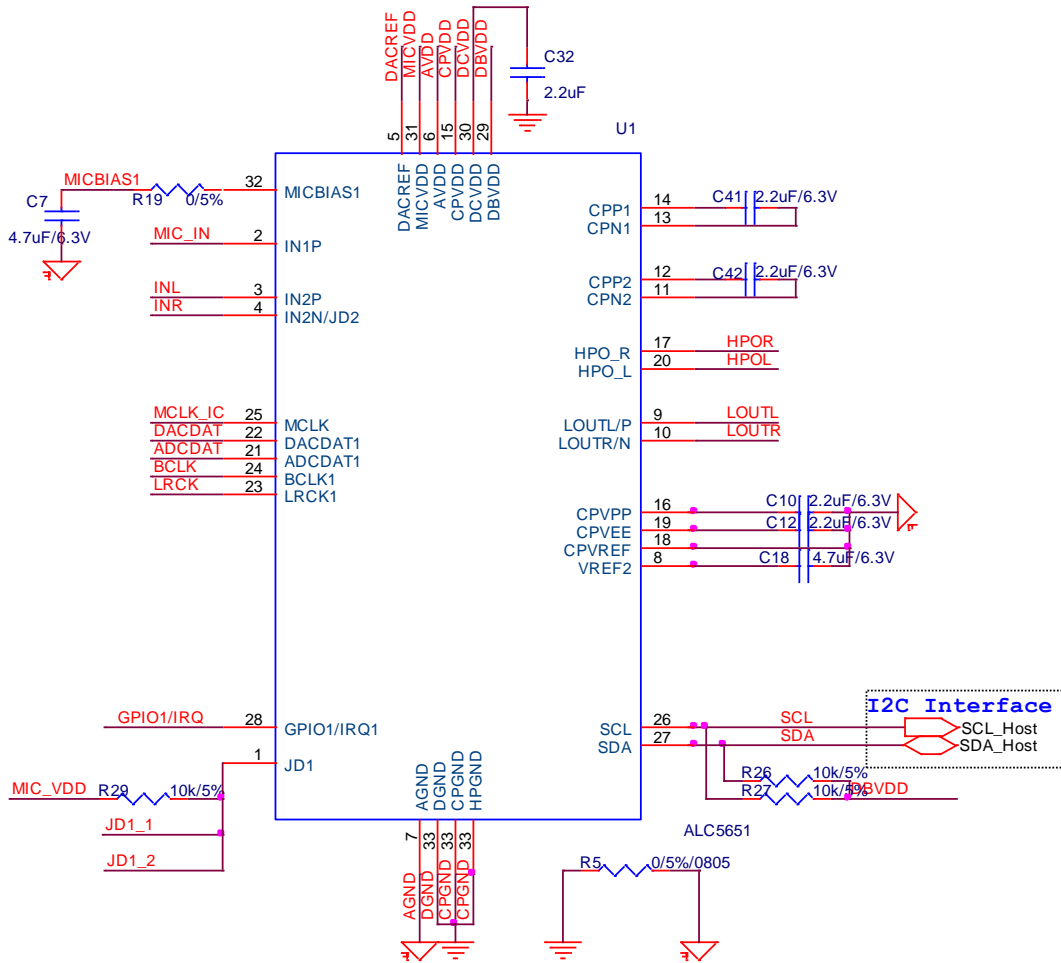 DACREF
MICVDD
AVDD
CPVDD
DCVDD
DBVDD
C32
2.2uF
5
31
6
15
30
29
U1
DACREF
MICVDD
AVDD
CPVDD
DCVDD
DBVDD
MICBIAS1
R19 0/5%
32
MICBIAS1
C7
4.7uF/6.3V
MIC_IN
2
IN1P
INL
3
IN2P
INR
4
IN2N/JD2
MCLK_IC
25
MCLK
DACDAT
22
DACDAT1
ADCDAT
21
ADCDAT1
BCLK
24
BCLK1
LRCK
23
LRCK1
GPIO1/IRQ
28
GPIO1/IRQ1
1
JD1
MIC_VDD
R29 10k/5%
JD1_1
JD1_2
CPP1
14
C41 2.2uF/6.3V
CPN1
13
CPP2
12
C42 2.2uF/6.3V
CPN2
11
HPO_R
17
HPOR
HPO_L
20
HPOL
LOUTL/P
9
LOUTL
LOUTR/N
10
LOUTR
CPVPP
16
C10 2.2uF/6.3V
CPVEE
19
C12 2.2uF/6.3V
CPVREF
18
VREF2
8
C18 4.7uF/6.3V
I2C Interface
SCL
26
SCL
SCL_Host
SDA
27
SDA
SDA_Host
R26 10k/5%
R27 10k/5%
DBVDD
ALC5651
AGND
DGND
CPGND
HPGND
7
33
33
33
AGND
DGND
CPGND
CPGND
R5 0/5%/0805